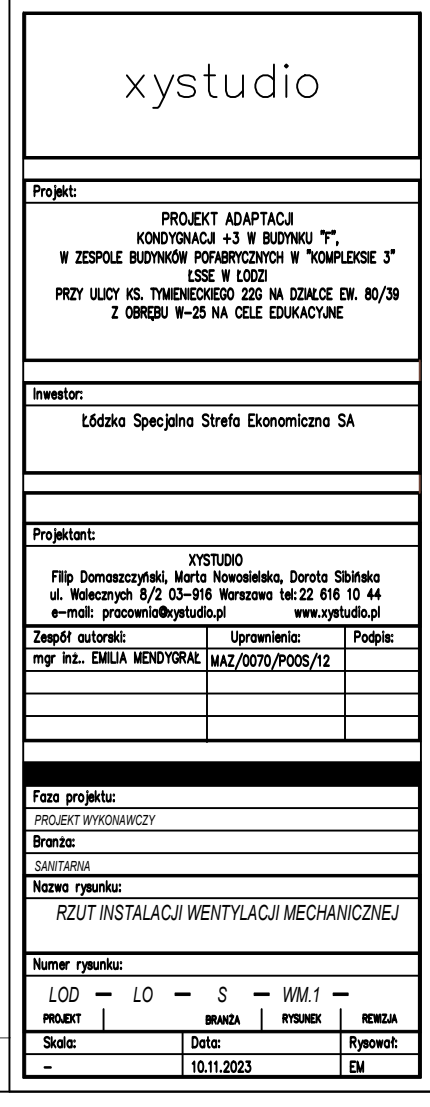 xystudio
Projekt:
PROJEKT ADAPTACJI
KONDYGNACJI +3 W BUDYNKU "F",
W ZESPOLE BUDYNKÓW POFABRYCZNYCH W "KOMPLEKSIE 3"
ŁSSE W ŁODZI
PRZY ULICY KS. TYMIENIECKIEGO 22G NA DZIAŁCE EW. 80/39
Z OBRĘBU W-25 NA CELE EDUKACYJNE
Inwestor:
Łódzka Specjalna Strefa Ekonomiczna SA
Projektant:
XYSTUDIO
Filip Domaszczyński, Marta Nowosielska, Dorota Sibińska
ul. Walecznych 8/2 03-916 Warszawa tel: 22 616 10 44
e-mail: pracownia@xystudio.pl www.xystudio.pl
Zespół autorski: Uprawnienia: Podpis:
mgr inż.. EMILIA MENDYGRAŁ MAZ/0070/POOS/12
Faza projektu:
PROJEKT WYKONAWCZY
Branża:
SANITARNA
Nazwa rysunku:
RZUT INSTALACJI WENTYLACJI MECHANICZNEJ
Numer rysunku:
LOD — LO — S — WM.1 —
PROJEKT BRANŻA RYSUNEK REWIZJA
Skala: Data: Rysował:
- 10.11.2023 EM